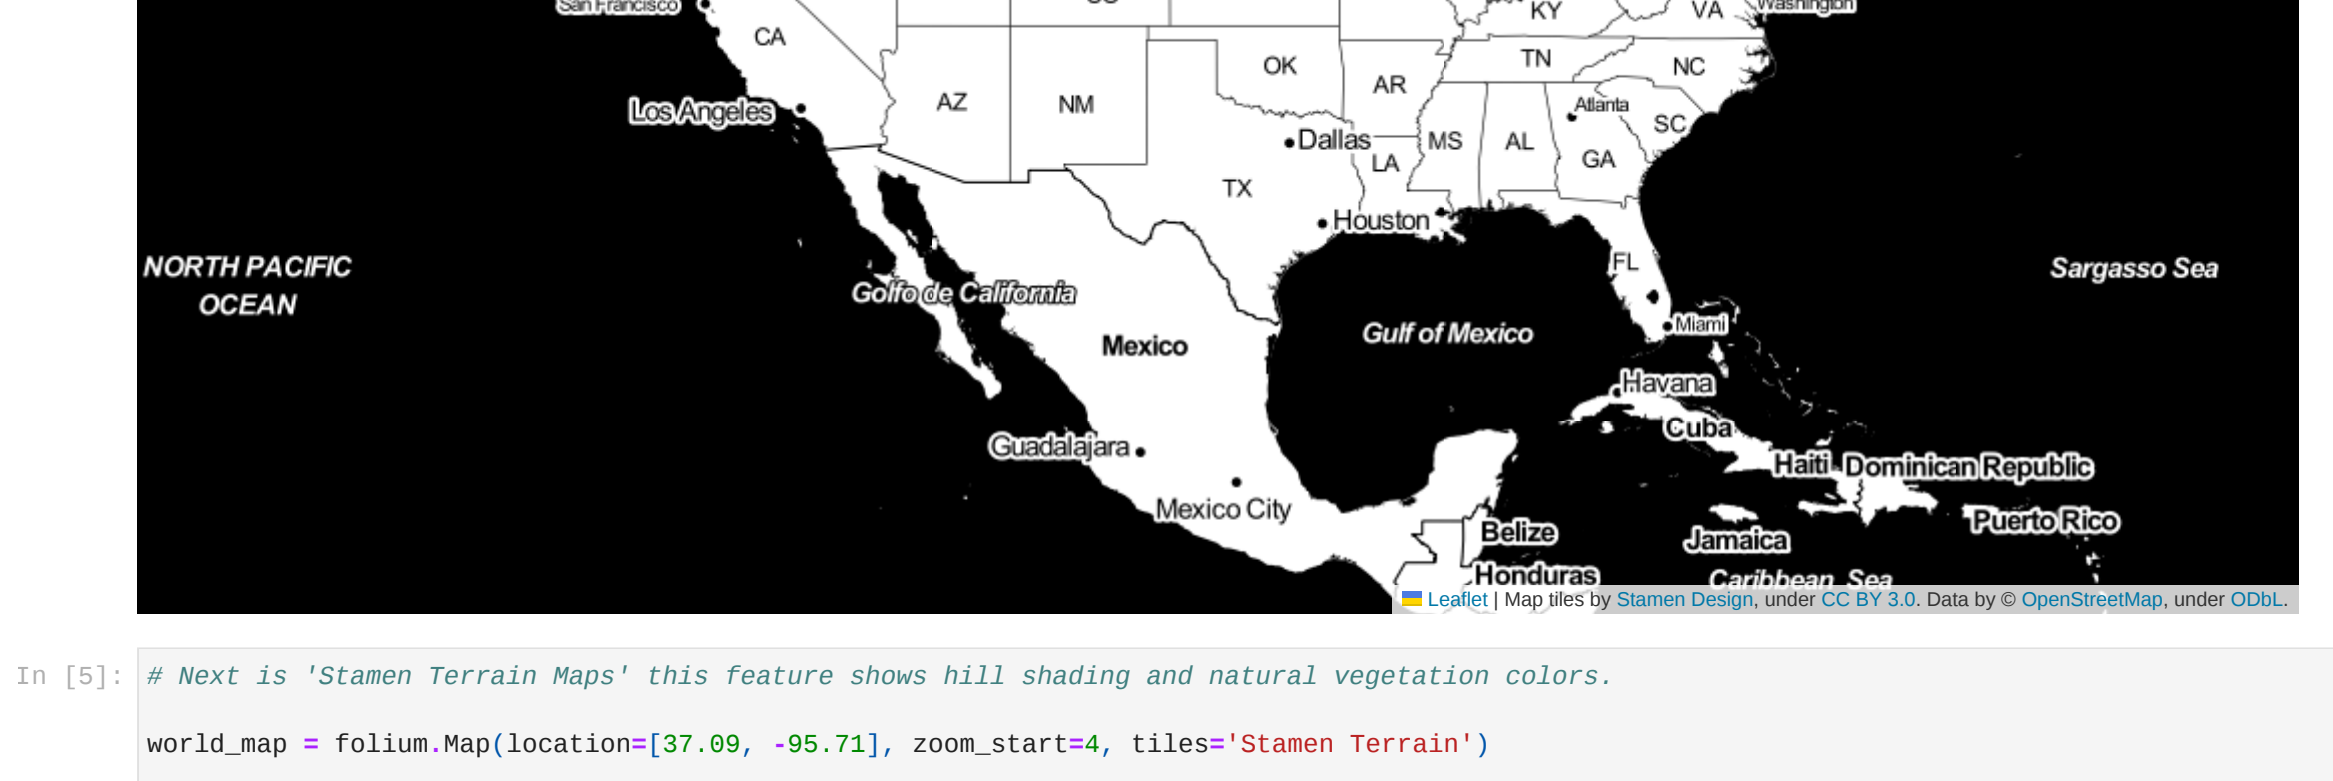 San Francisco
KY
VA
Washington
CA
OK
TN
NC
AR
AZ
NM
Los Angeles
Atlanta
SC
Dallas
MS
AL
LA
GA
TX
Houston
NORTH PACIFIC
OCEAN
FL
Sargasso Sea
Golfo de California
Gulf of Mexico
Miami
Mexico
Havana
Cuba
Guadalajara
Haiti
Dominican Republic
Mexico City
Puerto Rico
Belize
Jamaica
Honduras
Caribbean Sea
Leaflet | Map tiles by Stamen Design, under CC BY 3.0. Data by © OpenStreetMap, under ODbL.
In [5]: # Next is 'Stamen Terrain Maps' this feature shows hill shading and natural vegetation colors.
world_map = folium.Map(location=[37.09, -95.71], zoom_start=4, tiles='Stamen Terrain')